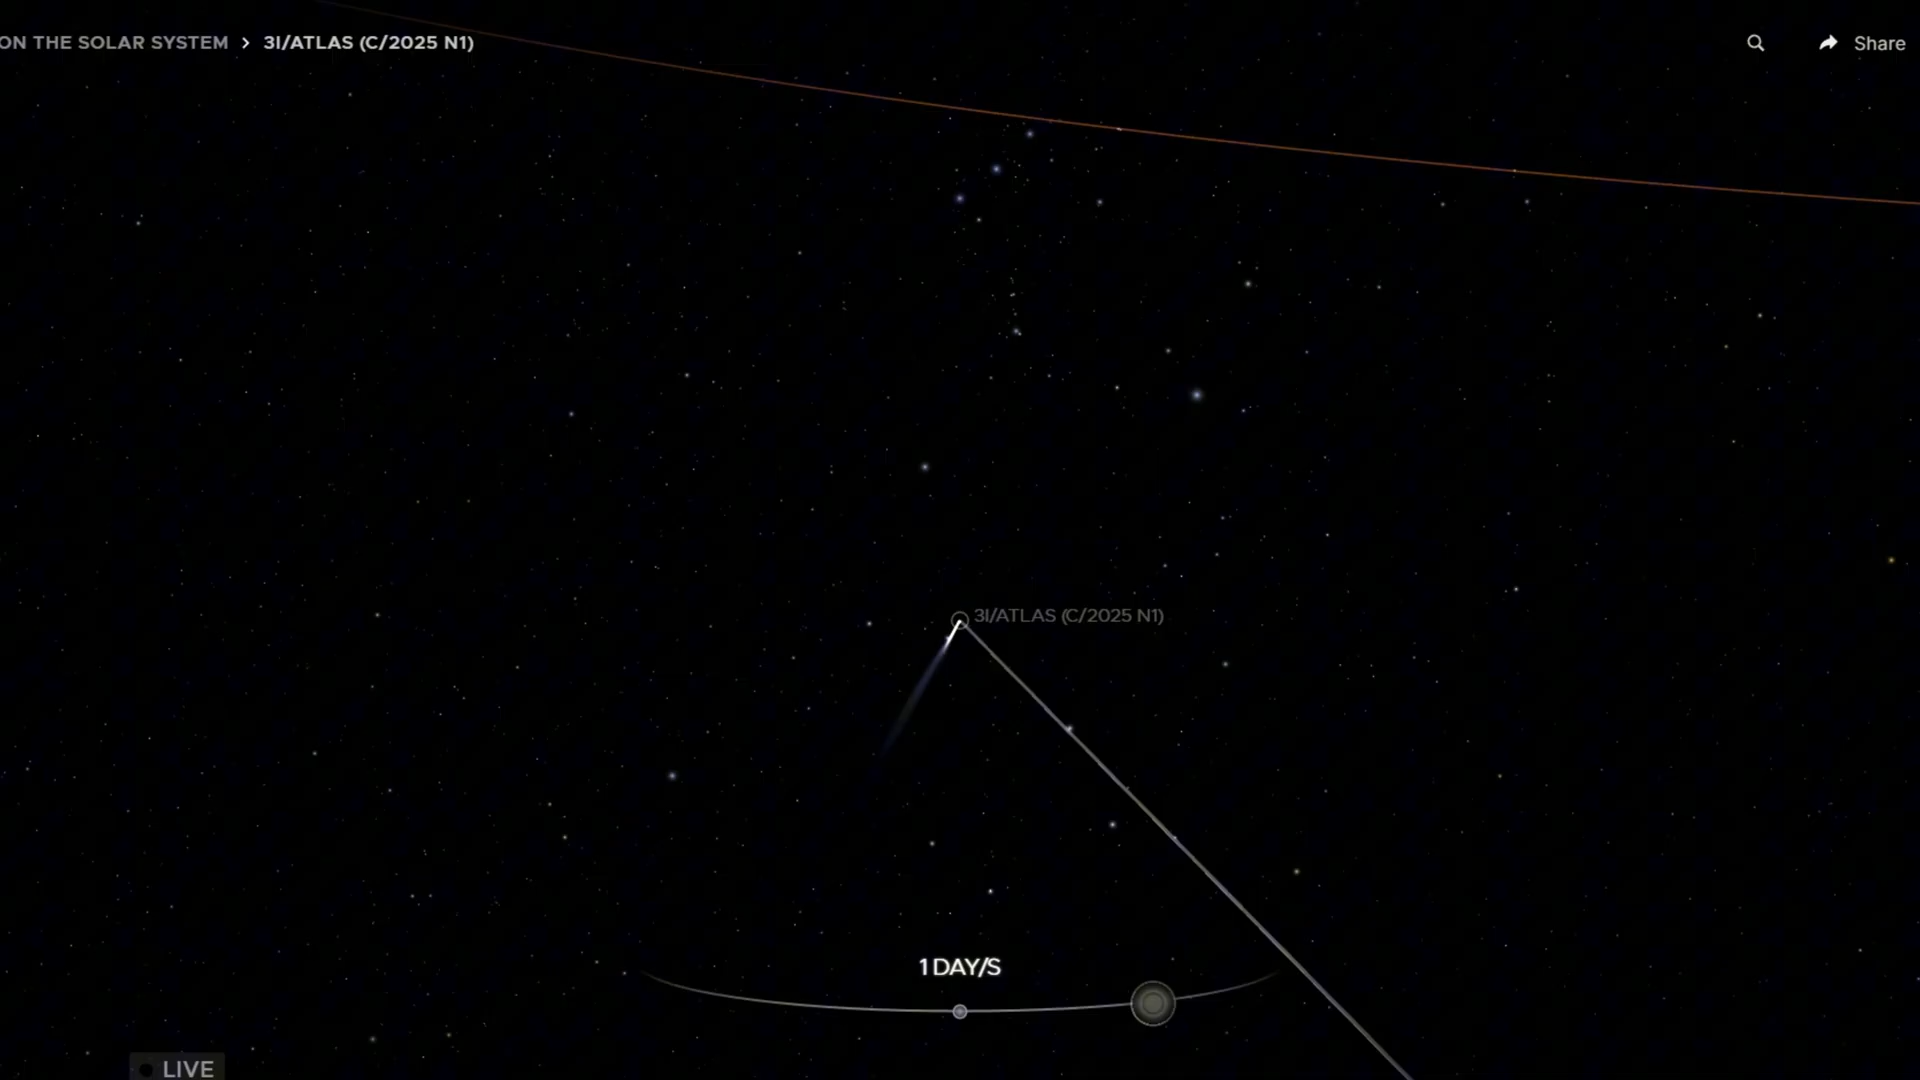 ON THE SOLAR SYSTEM > 3I/ATLAS (C/2025 N1)
Share
3I/ATLAS (C/2025 N1)
1 DAY/S
LIVE